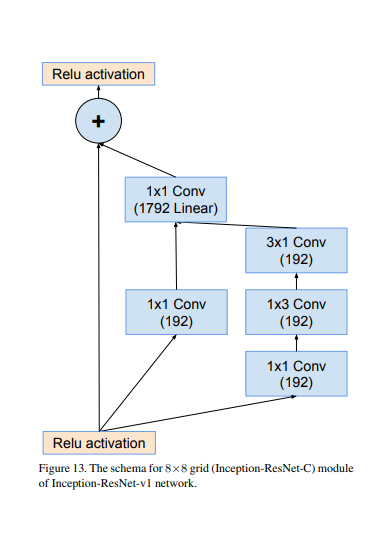 Relu activation
+
1x1 Conv
(1792 Linear)
3x1 Conv
(192)
1x1 Conv
(192)
1x3 Conv
(192)
1x1 Conv
(192)
Relu activation
Figure 13. The schema for 8×8 grid (Inception-ResNet-C) module
of Inception-ResNet-v1 network.